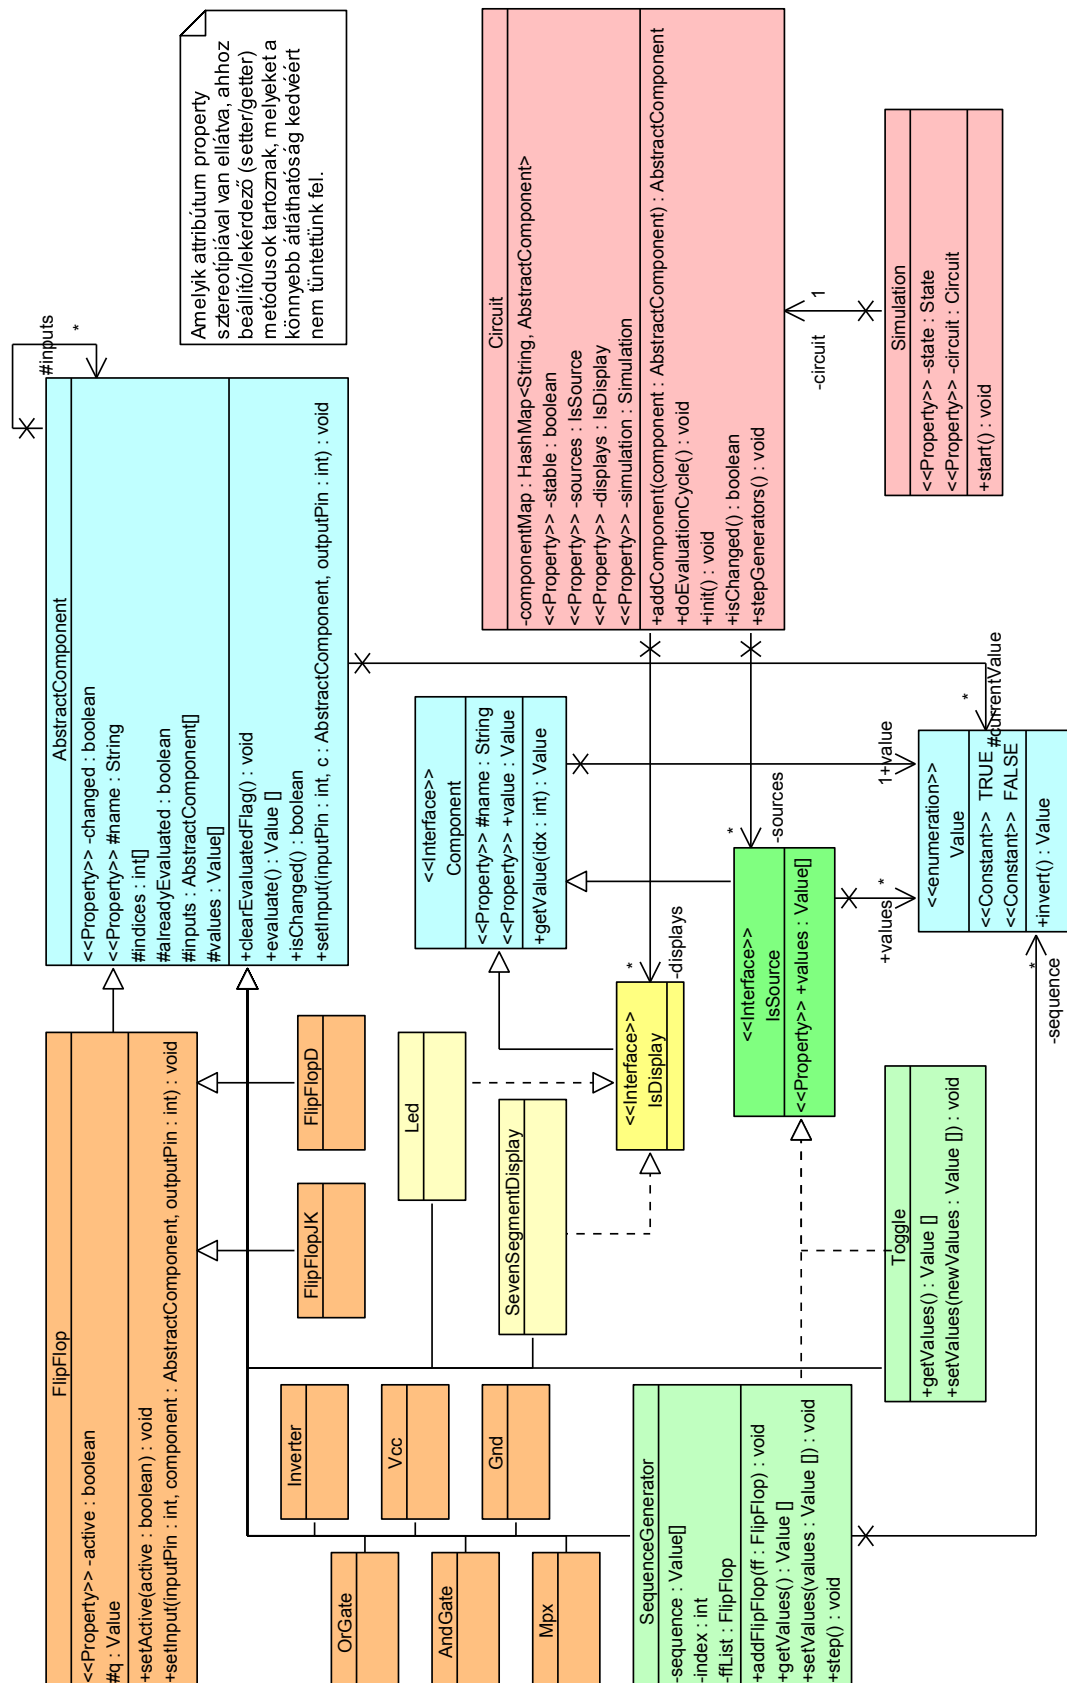 Amelyik attribútum property
sztereotípiával van ellátva, ahhoz
beállító/lekérdező (setter/getter)
metódusok tartoznak, melyeket a
könnyebb átláthatóság kedvéért
nem tüntettünk fel.
#inputs
*
AbstractComponent
<<Property>> -changed : boolean
<<Property>> #name : String
#indices : int[]
#alreadyEvaluated : boolean
#inputs : AbstractComponent[]
#values : Value[]
+clearEvaluatedFlag() : void
+evaluate() : Value []
+isChanged() : boolean
+setInput(inputPin : int, c : AbstractComponent, outputPin : int) : void
FlipFlop
<<Property>> -active : boolean
#q : Value
+setActive(active : boolean) : void
+setInput(inputPin : int, component : AbstractComponent, outputPin : int) : void
FlipFlopD
FlipFlopJK
Inverter
Vcc
Gnd
OrGate
AndGate
Mpx
Led
SevenSegmentDisplay
<<Interface>>
Component
<<Property>> #name : String
<<Property>> +value : Value
+getValue(idx : int) : Value
<<Interface>>
IsDisplay
*
-displays
<<Interface>>
IsSource
<<Property>> +values : Value[]
*
-sources
Circuit
-componentMap : HashMap<String, AbstractComponent>
<<Property>> -stable : boolean
<<Property>> -sources : IsSource
<<Property>> -displays : IsDisplay
<<Property>> -simulation : Simulation
+addComponent(component : AbstractComponent) : AbstractComponent
+doEvaluationCycle() : void
+init() : void
+isChanged() : boolean
+stepGenerators() : void
-circuit
1
Simulation
<<Property>> -state : State
<<Property>> -circuit : Circuit
+start() : void
<<enumeration>>
Value
<<Constant>> TRUE
<<Constant>> FALSE
+invert() : Value
*
#currentValue
1
+value
+values
*
*
-sequence
SequenceGenerator
-sequence : Value[]
-index : int
-ffList : FlipFlop
+addFlipFlop(ff : FlipFlop) : void
+getValues() : Value []
+setValues(values : Value []) : void
+step() : void
Toggle
+getValues() : Value []
+setValues(newValues : Value []) : void